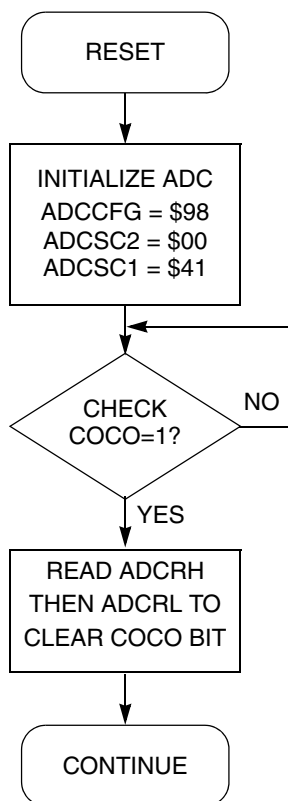 RESET
INITIALIZE ADC
ADCCFG = $98
ADCSC2 = $00
ADCSC1 = $41
CHECK
COCO=1?
NO
YES
READ ADCRH
THEN ADCRL TO
CLEAR COCO BIT
CONTINUE